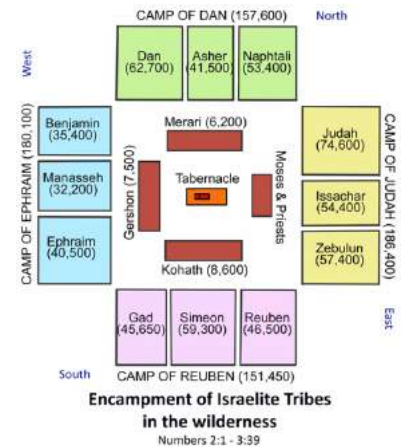 CAMP OF DAN (157,600)
North
West
Dan
(62,700)
Asher
(41,500)
Naphtali
(53,400)
CAMP OF EPHRAIM (180,100)
Benjamin
(35,400)
Manasseh
(32,200)
Ephraim
(40,500)
Merari (6,200)
Gershon (7,500)
Tabernacle
Moses & Priests
Kohath (8,600)
Judah
(74,600)
Issachar
(54,400)
Zebulun
(57,400)
CAMP OF JUDAH (186,400)
East
Gad
(45,650)
Simeon
(59,300)
Reuben
(46,500)
South
CAMP OF REUBEN (151,450)
Encampment of Israelite Tribes
in the wilderness
Numbers 2:1 - 3:39